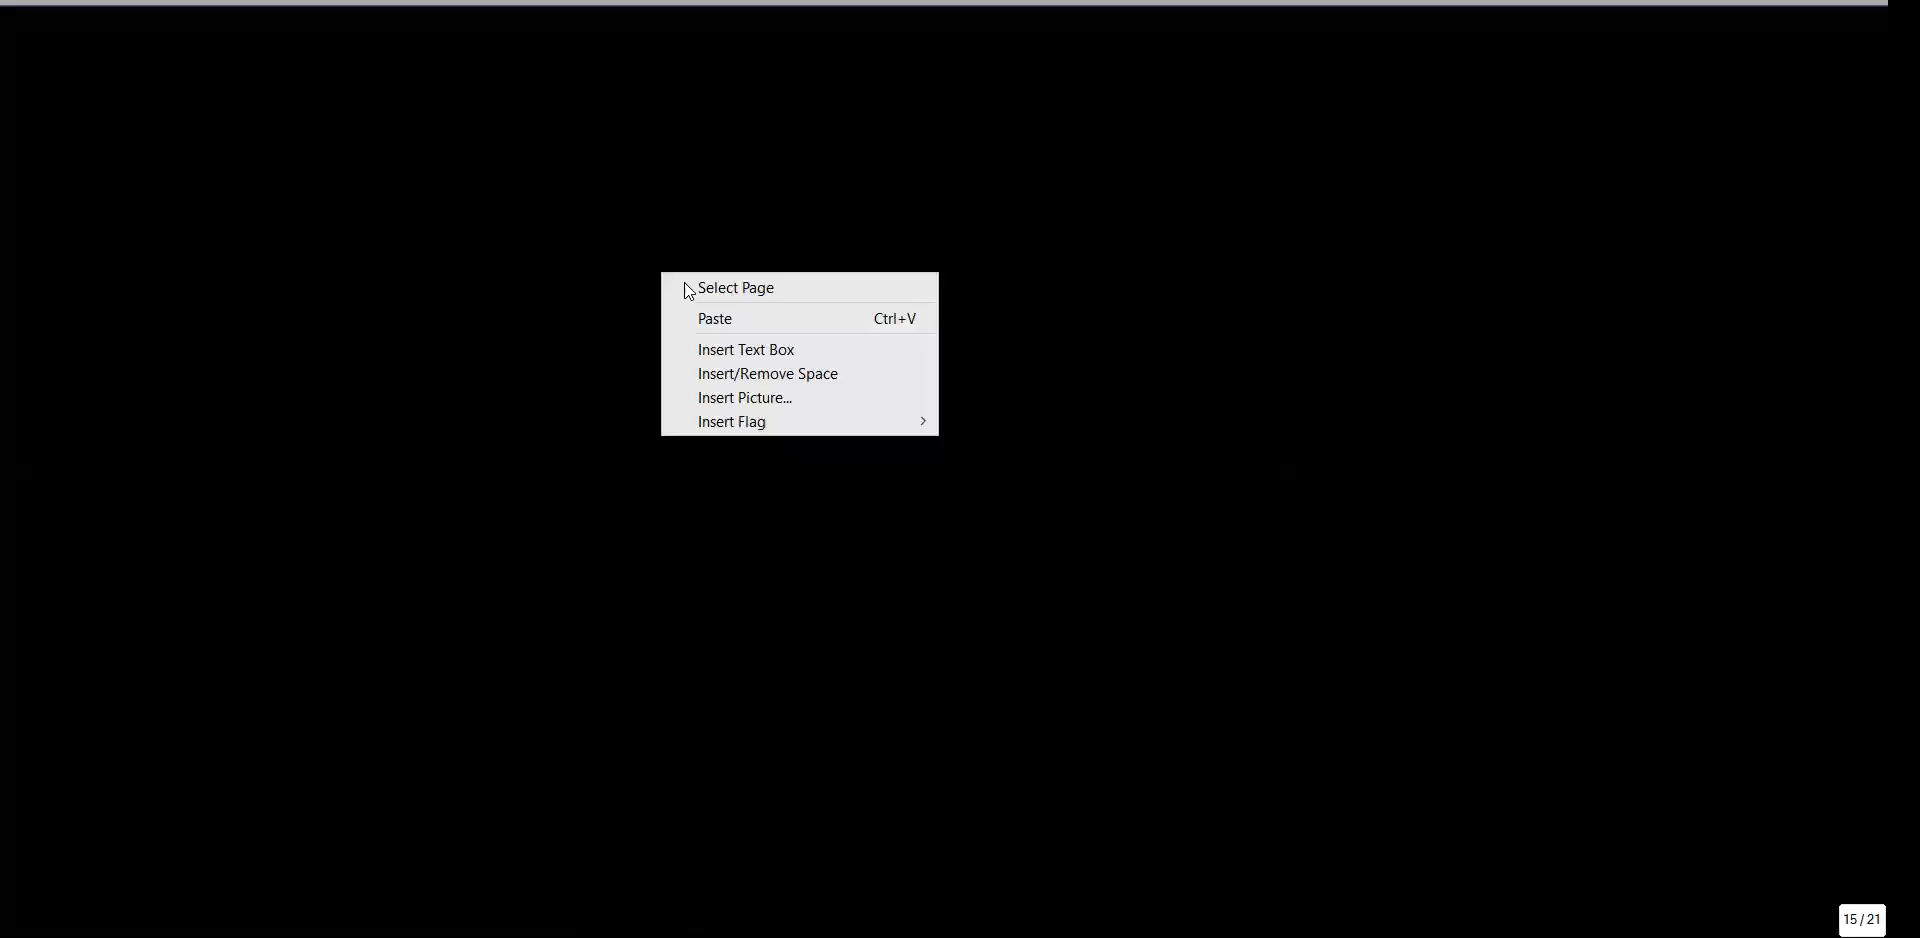 Select Page
Paste Ctrl+V
Insert Text Box
Insert/Remove Space
Insert Picture...
Insert Flag
15 / 21